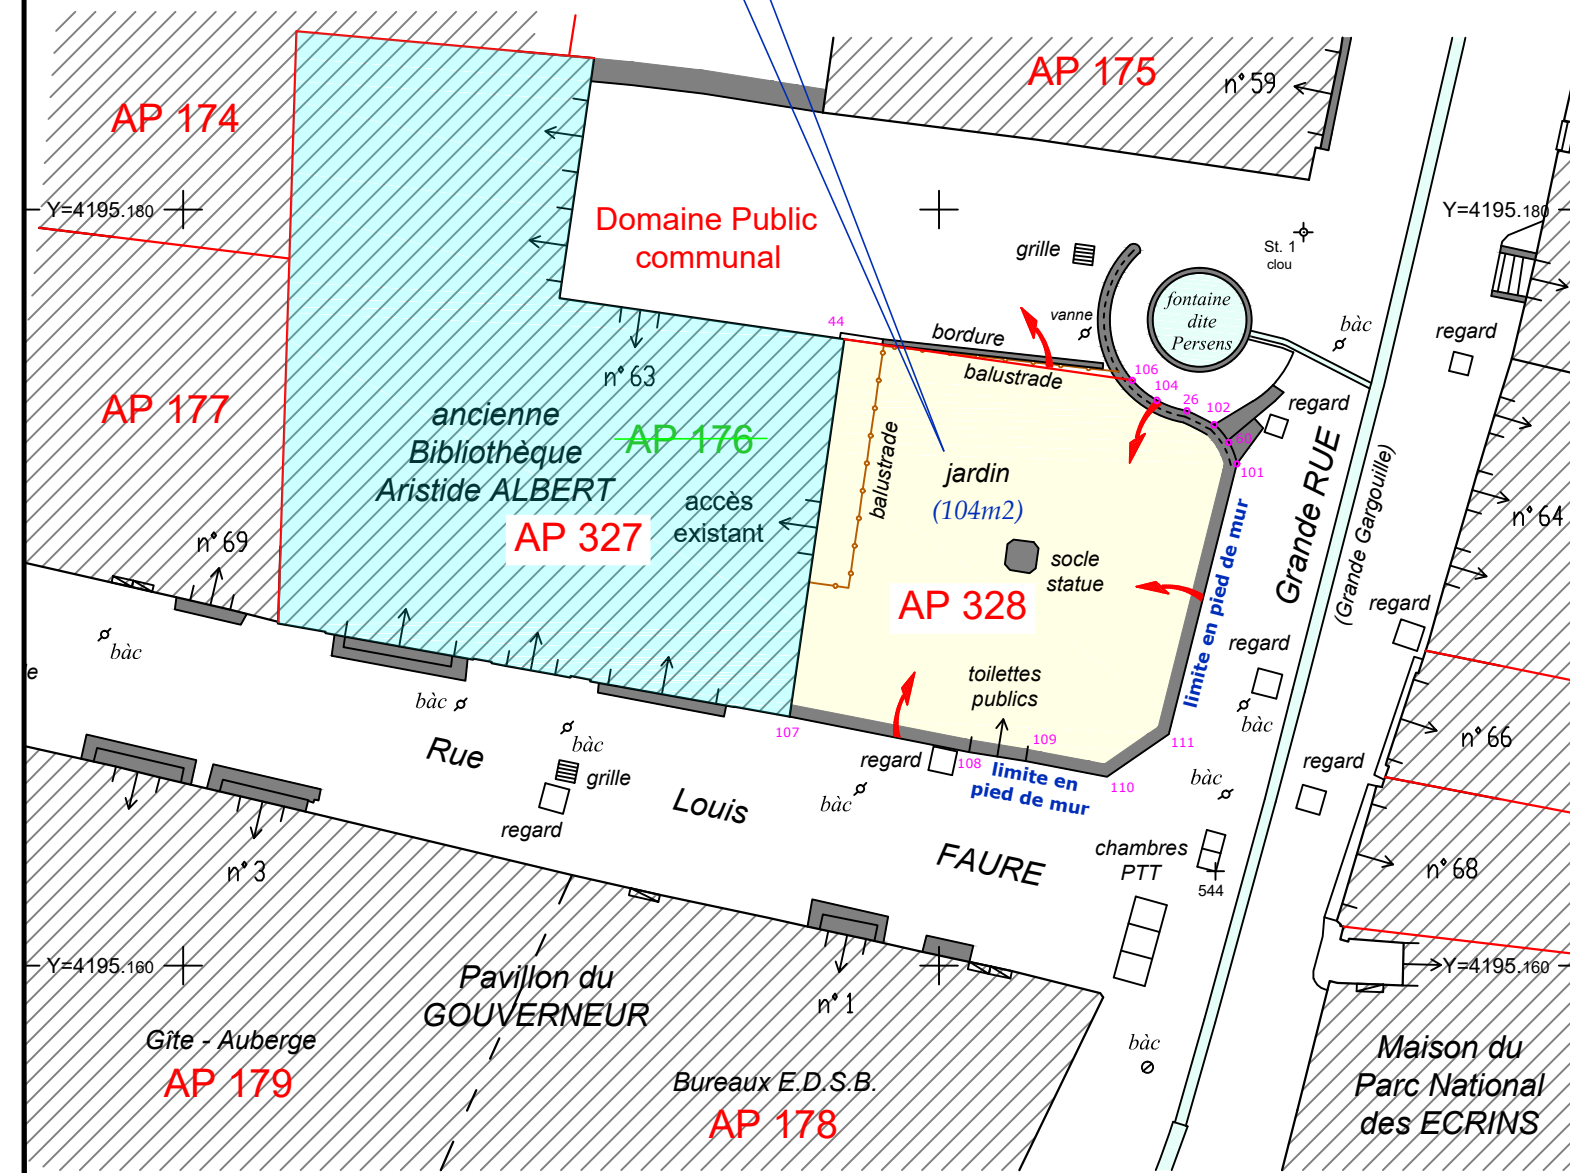 AP 175
n° 59
AP 174
Y=4195.180
Domaine Public
communal
Y=4195.180
St. 1
clou
grille
fontaine
dite
Persens
vanne
bàc
regard
44
bordure
balustrade
106
104
26
102
60
101
regard
n° 63
AP 177
ancienne
Bibliothèque
Aristide ALBERT
AP 176
AP 327
accès
existant
balustrade
jardin
(104m2)
socle
statue
AP 328
limite en pied de mur
Grande RUE
(Grande Gargouille)
n° 64
n° 69
regard
regard
bàc
bàc
toilettes
publics
bàc
107
108
109
110
111
regard
limite en
pied de mur
n° 66
regard
bàc
Rue
bàc
grille
regard
Louis
bàc
FAURE
chambres
PTT
544
n° 68
n° 3
Y=4195.160
Y=4195.160
Pavillon du
GOUVERNEUR
n° 1
Gîte - Auberge
AP 179
Bureaux E.D.S.B.
AP 178
bàc
Maison du
Parc National
des ECRINS